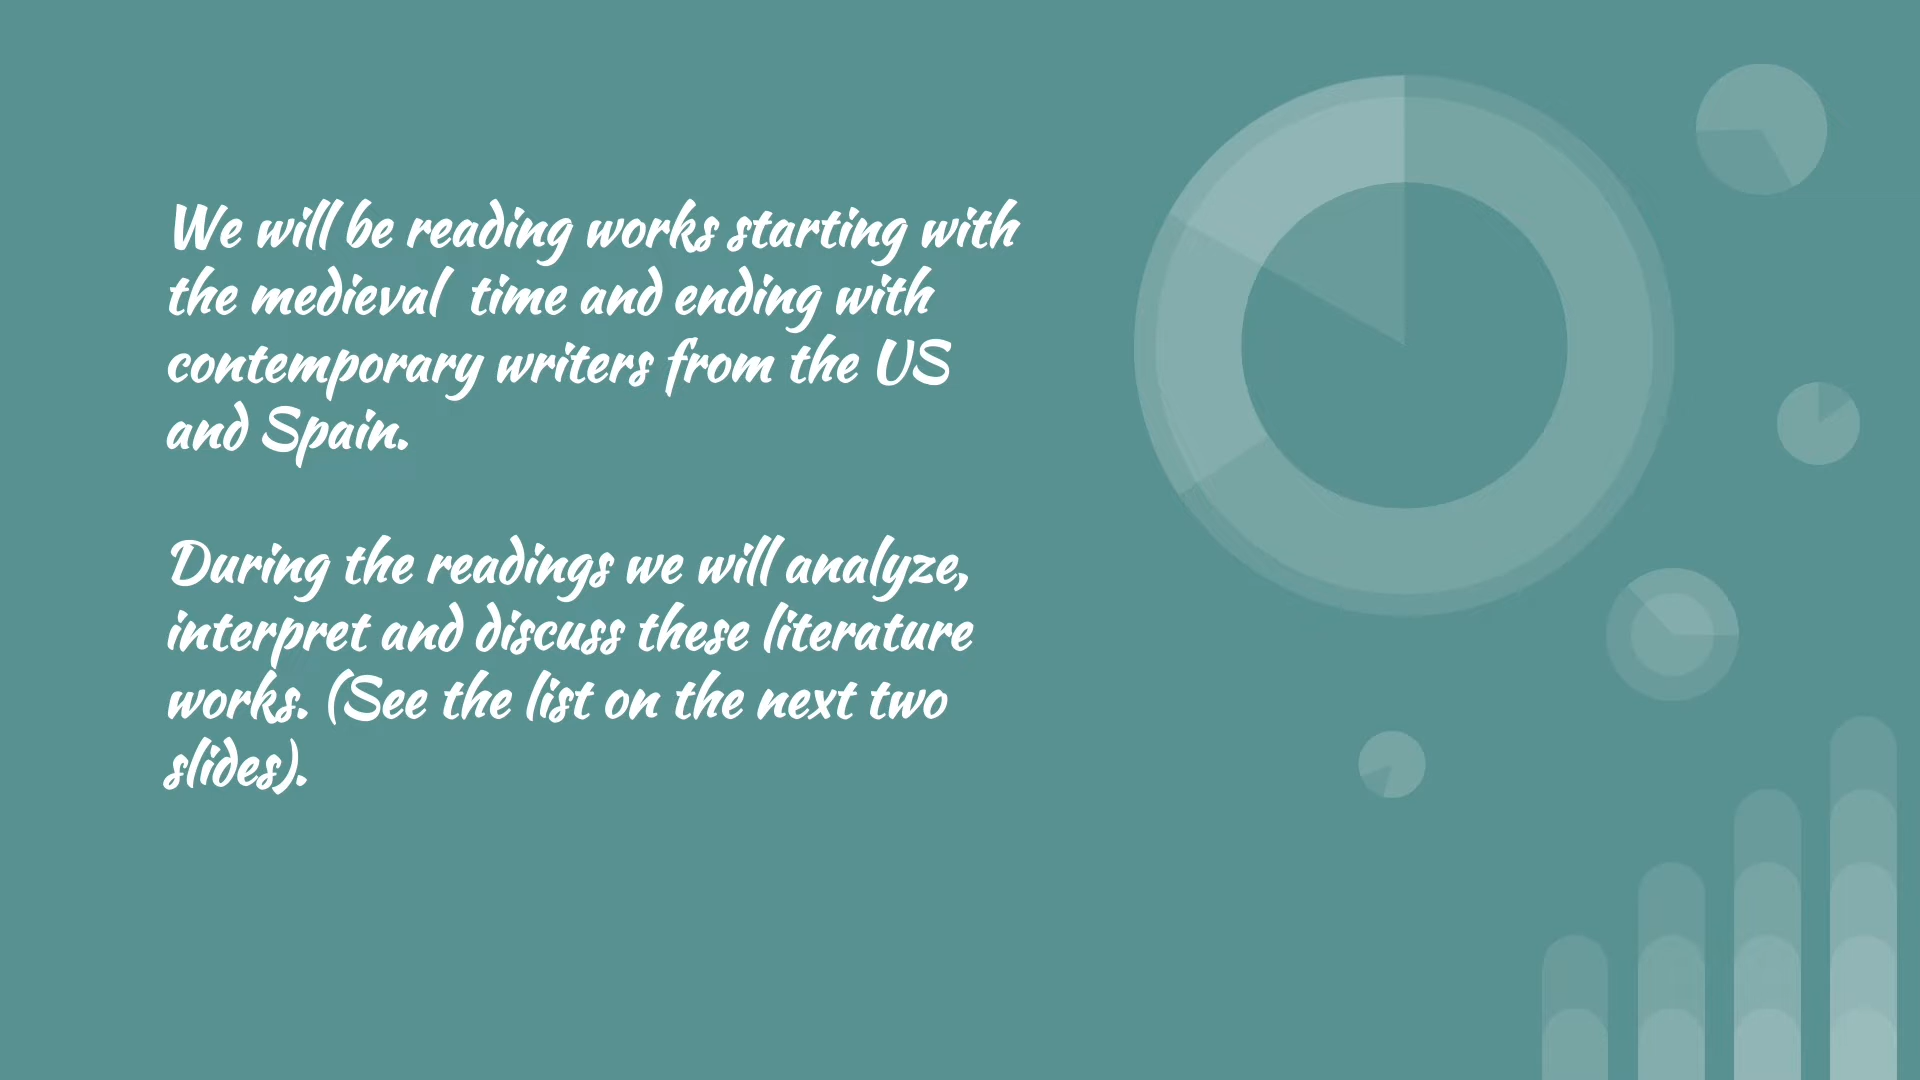 We will be reading works starting with
the medieval  time and ending with
contemporary writers from the US
and Spain.
During the readings we will analyze,
interpret and discuss these literature
works. (See the list on the next two
slides).